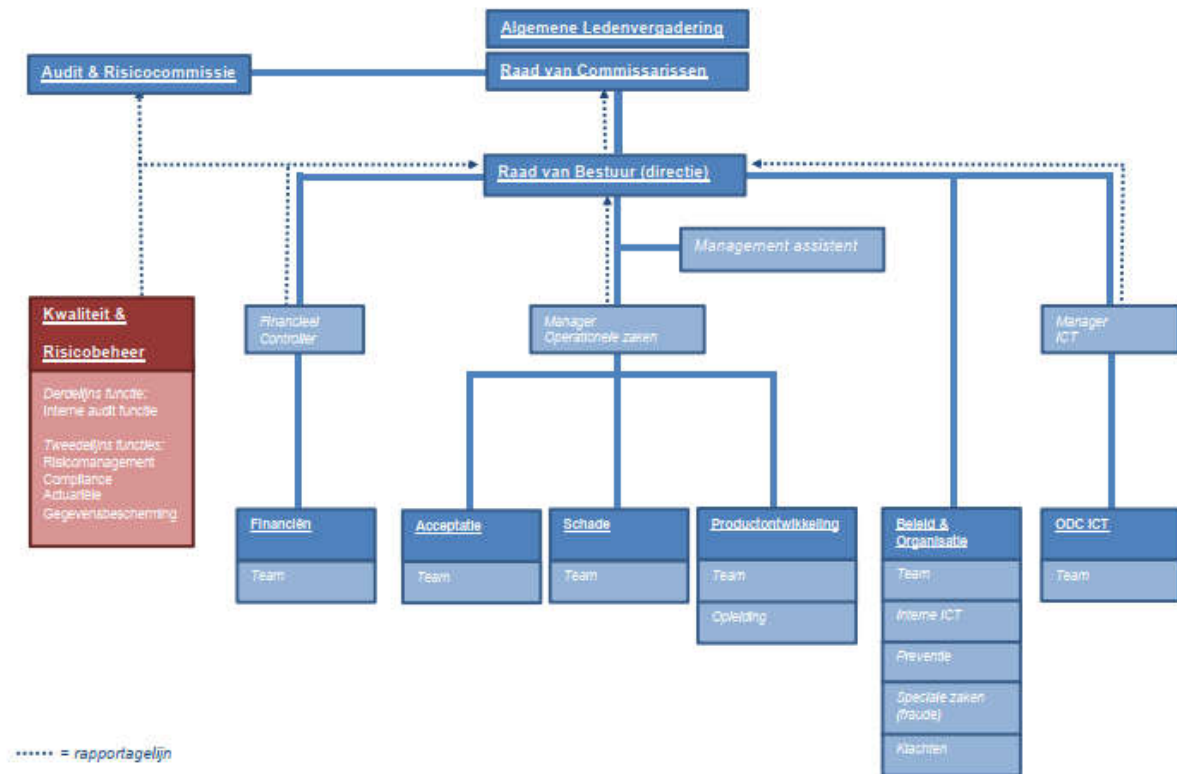 Algemene Ledenvergadering
Audit & Risicocommissie
Raad van Commissarissen
Raad van Bestuur (directie)
Management assistent
Kwaliteit &
Risicobeheer
Derdelijns functie:
Interne audit functie
Tweedelijns functies:
Risicomanagement
Compliance
Actuariële
Gegevensbescherming
Financieel
Controller
Manager
Operationele zaken
Manager
ICT
Financiën
Team
Acceptatie
Team
Schade
Team
Productontwikkeling
Team
Opleiding
Beleid &
Organisatie
Team
Interne ICT
Preventie
Speciale zaken
(fraude)
Klachten
ODC ICT
Team
= rapportagelijn